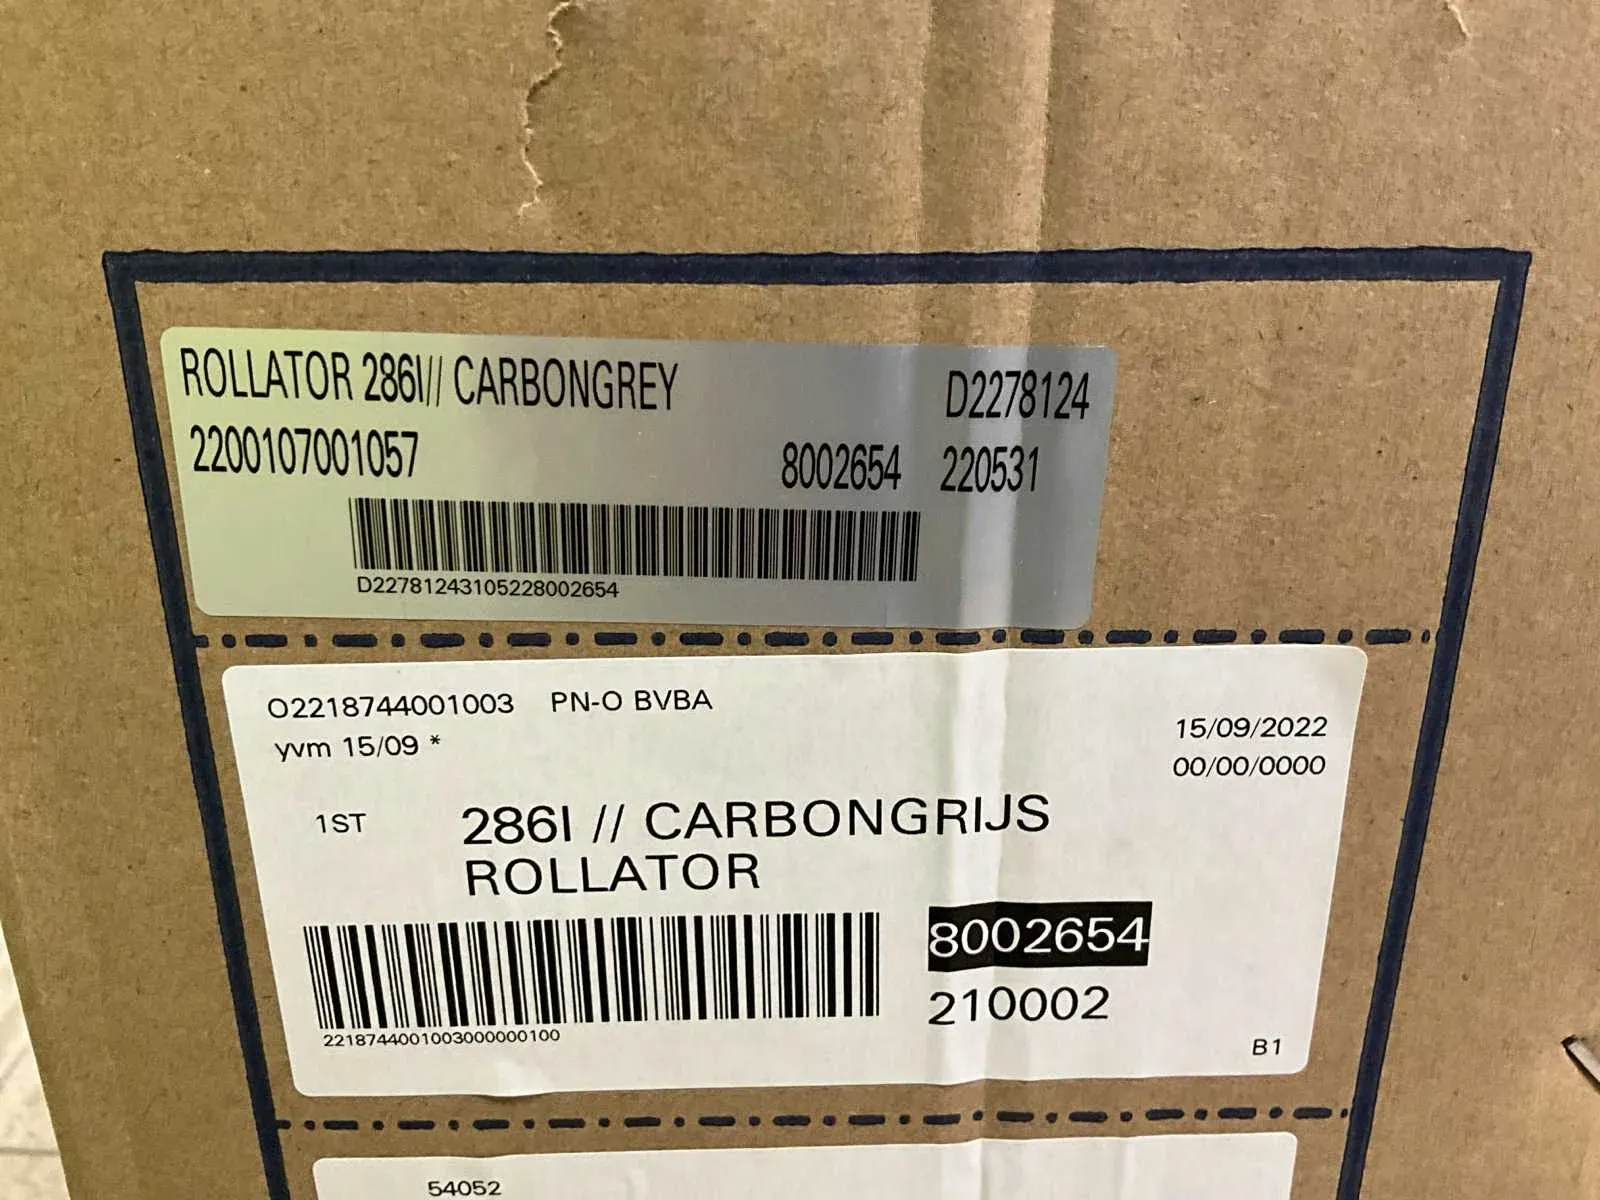 ROLLATOR 286I// CARBONGREY D2278124
2200107001057 8002654 220531
D22781243105228002654
O2218744001003 PN-O BVBA
15/09/2022
yvm 15/09 *
00/00/0000
1ST 286I // CARBONGRIJS
ROLLATOR
8002654
210002
2218744001003000000100
B1
54052